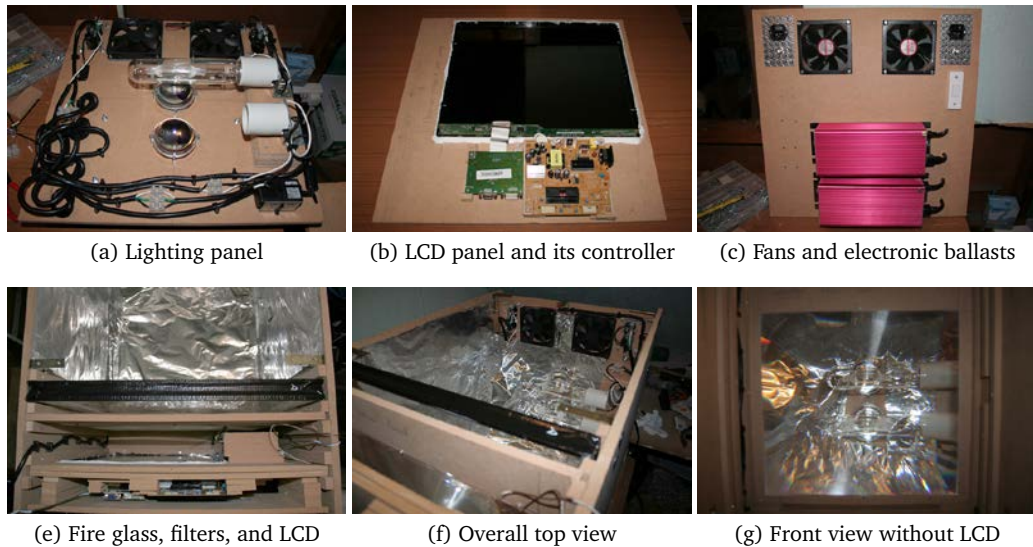 (a) Lighting panel
(b) LCD panel and its controller
(c) Fans and electronic ballasts
(e) Fire glass, filters, and LCD
(f) Overall top view
(g) Front view without LCD